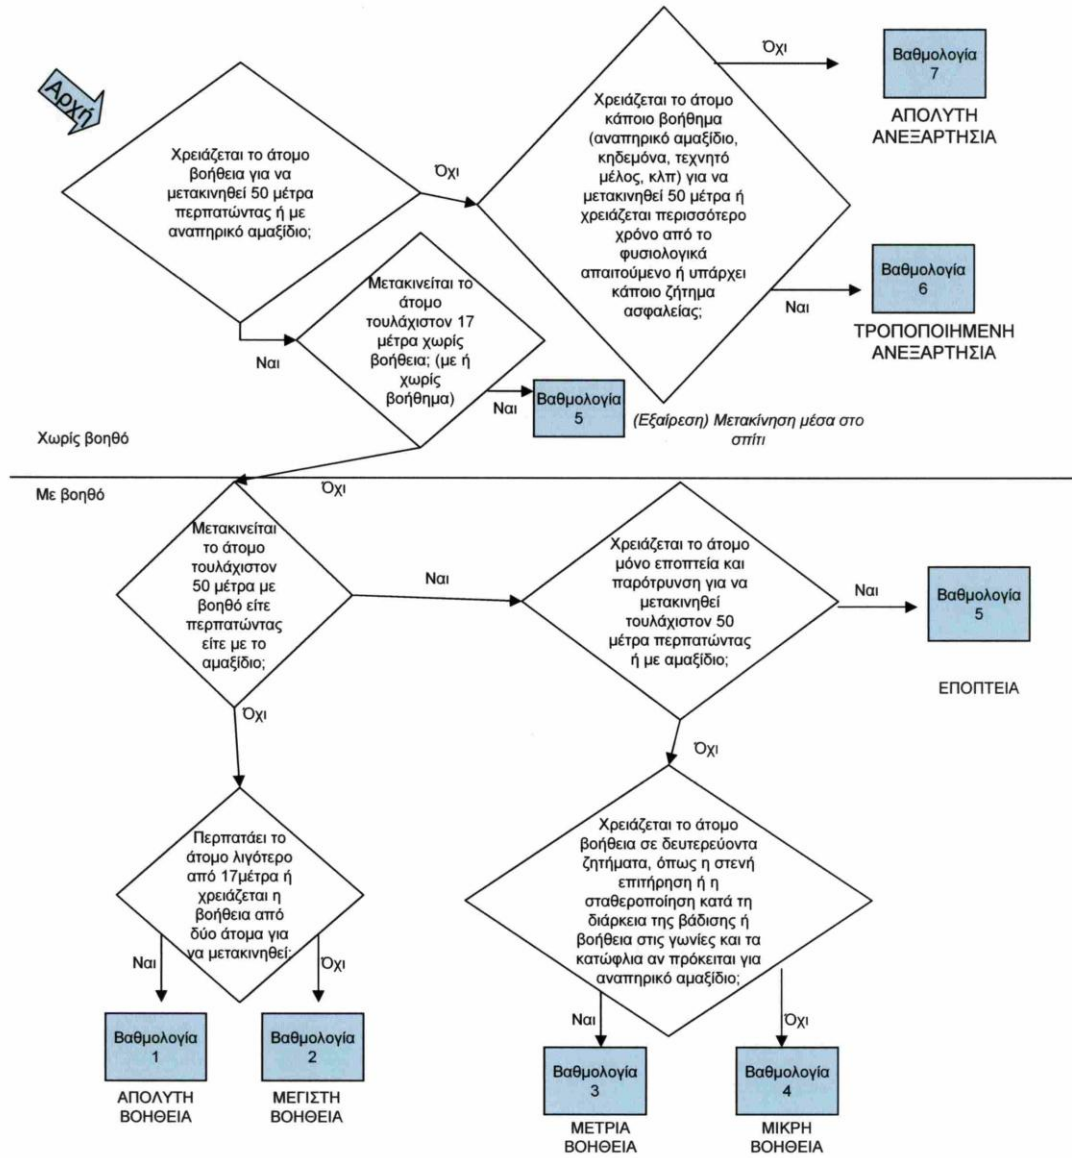 Αρχή
Χρειάζεται το άτομο
βοήθεια για να
μετακινηθεί 50 μέτρα
περπατώντας ή με
αναπηρικό αμαξίδιο;
Όχι
Χρειάζεται το άτομο
κάποιο βοήθημα
(αναπηρικό αμαξίδιο,
κηδεμόνα, τεχνητό
μέλος, κλπ) για να
μετακινηθεί 50 μέτρα ή
χρειάζεται περισσότερο
χρόνο από το
φυσιολογικά
απαιτούμενο ή υπάρχει
κάποιο ζήτημα
ασφαλείας;
Όχι
Βαθμολογία
7
ΑΠΟΛΥΤΗ
ΑΝΕΞΑΡΤΗΣΙΑ
Ναι
Βαθμολογία
6
ΤΡΟΠΟΠΟΙΗΜΕΝΗ
ΑΝΕΞΑΡΤΗΣΙΑ
Ναι
Μετακινείται το
άτομο
τουλάχιστον 17
μέτρα χωρίς
βοήθεια; (με ή
χωρίς
βοήθημα)
Ναι
Βαθμολογία
5
(Εξαίρεση) Μετακίνηση μέσα στο
σπίτι
Χωρίς βοηθό
Με βοηθό
Όχι
Μετακινείται
το άτομο
τουλάχιστον
50 μέτρα με
βοηθό είτε
περπατώντας
είτε με το
αμαξίδιο;
Ναι
Χρειάζεται το άτομο
μόνο εποπτεία και
παρότρυνση για να
μετακινηθεί
τουλάχιστον 50
μέτρα περπατώντας
ή με αμαξίδιο;
Ναι
Βαθμολογία
5
ΕΠΟΠΤΕΙΑ
Όχι
Όχι
Περπατάει το
άτομο λιγότερο
από 17μέτρα ή
χρειάζεται η
βοήθεια από
δύο άτομα για
να μετακινηθεί;
Ναι
Όχι
Βαθμολογία
1
ΑΠΟΛΥΤΗ
ΒΟΗΘΕΙΑ
Βαθμολογία
2
ΜΕΓΙΣΤΗ
ΒΟΗΘΕΙΑ
Χρειάζεται το άτομο
βοήθεια σε δευτερεύοντα
ζητήματα, όπως η στενή
επιτήρηση ή η
σταθεροποίηση κατά τη
διάρκεια της βάδισης ή
βοήθεια στις γωνίες και τα
κατώφλια αν πρόκειται για
αναπηρικό αμαξίδιο;
Ναι
Όχι
Βαθμολογία
3
ΜΕΤΡΙΑ
ΒΟΗΘΕΙΑ
Βαθμολογία
4
ΜΙΚΡΗ
ΒΟΗΘΕΙΑ